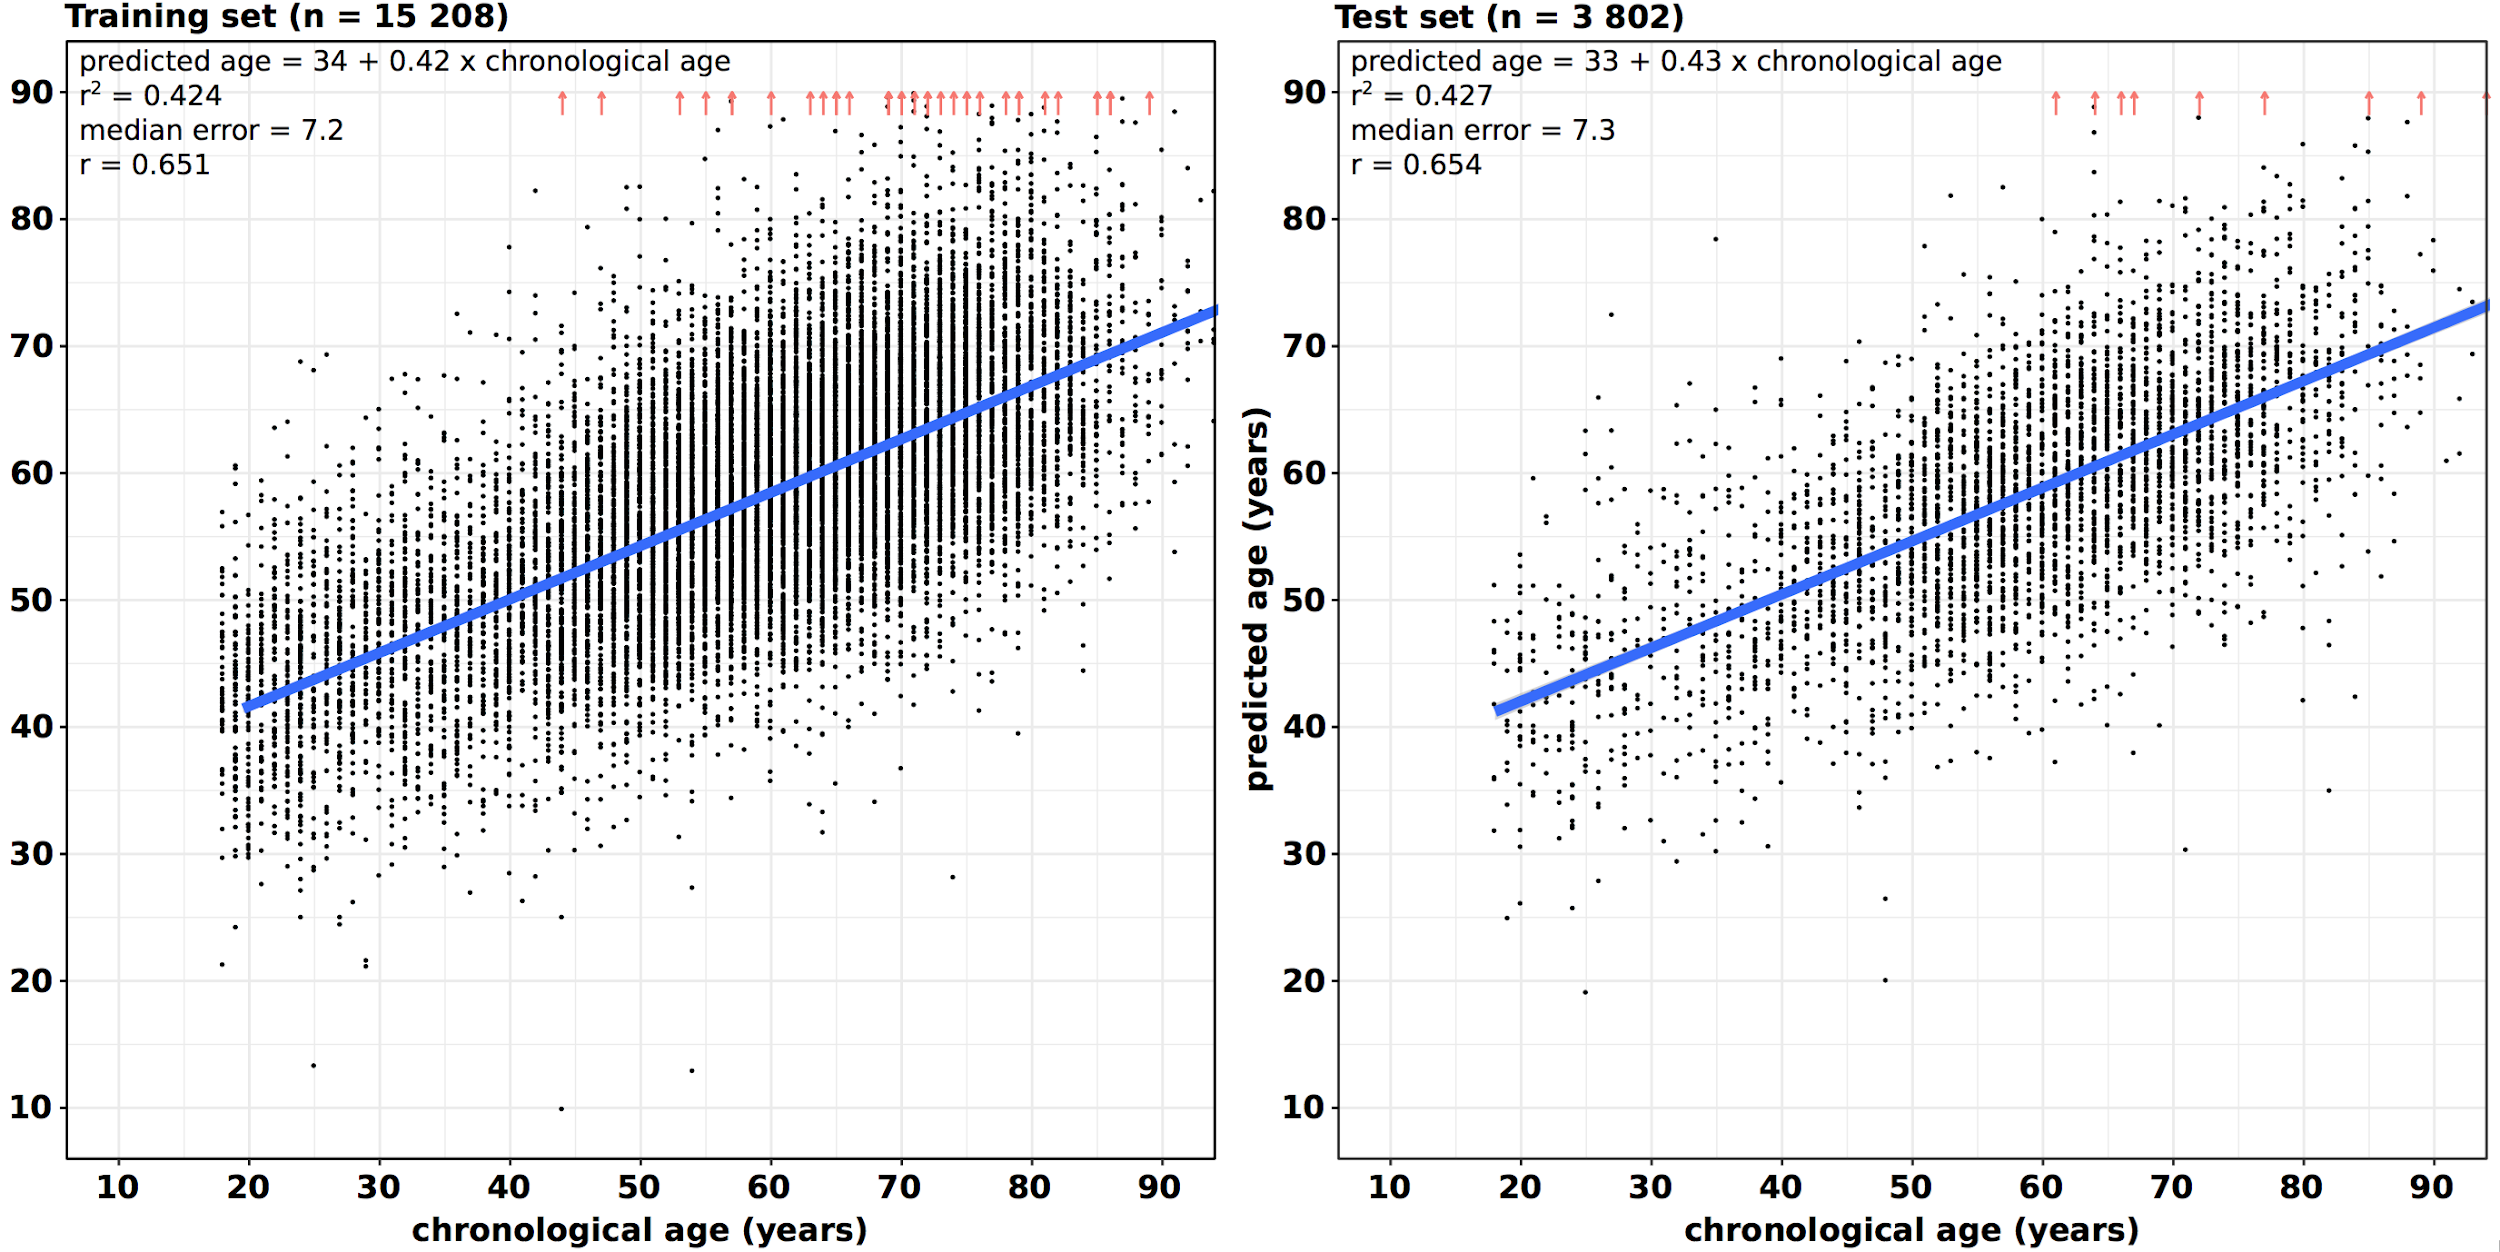 Training set (n = 15 208)
predicted age = 34 + 0.42 x chronological age
r² = 0.424
median error = 7.2
r = 0.651
90
80
70
60
50
40
30
20
10
10 20 30 40 50 60 70 80 90
chronological age (years)
Test set (n = 3 802)
predicted age = 33 + 0.43 x chronological age
r² = 0.427
median error = 7.3
r = 0.654
predicted age (years)
90
80
70
60
50
40
30
20
10
10 20 30 40 50 60 70 80 90
chronological age (years)